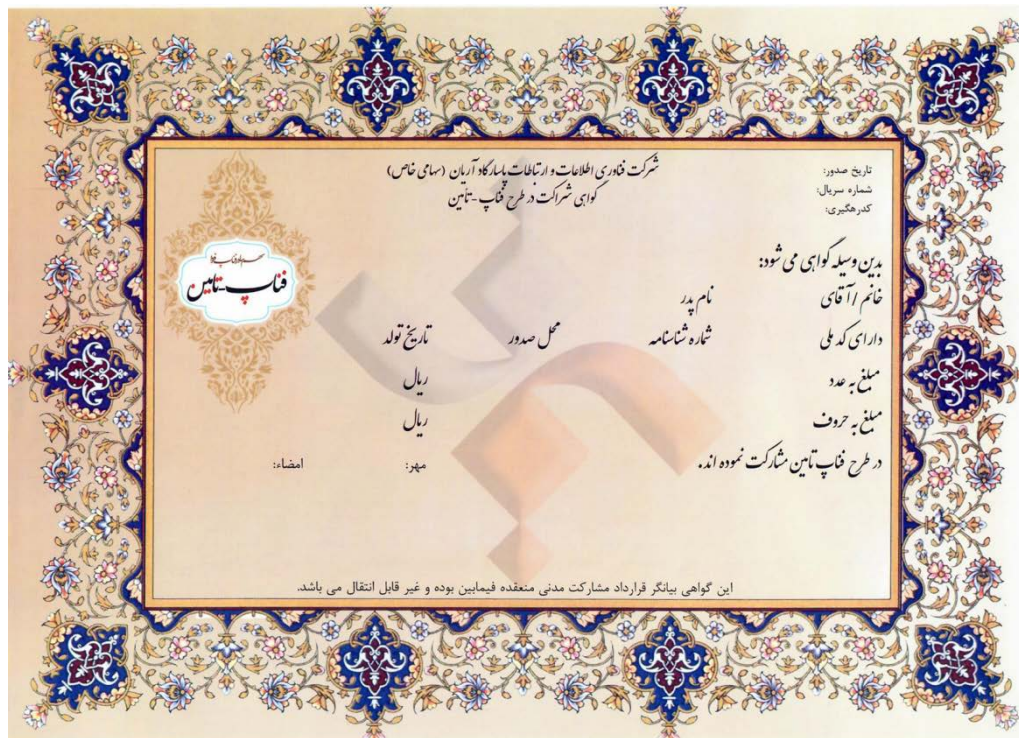 تاریخ صدور:
شماره سریال:
کدرهگیری:
شرکت فناوری اطلاعات و ارتباطات پاسارگاد آریان (سهامی خاص)
گواهی شراکت در طرح فناپ-تأمین
فناپ-تأمین
بدین وسیله گواهی می شود:
خانم / آقای نام پدر
دارای کد ملی شماره شناسنامه محل صدور تاریخ تولد
مبلغ به عدد ریال
مبلغ به حروف ریال
در طرح فناپ تامین مشارکت نموده اند.
مهر: امضاء:
این گواهی بیانگر قرارداد مشارکت مدنی منعقده فیمابین بوده و غیر قابل انتقال می باشد.